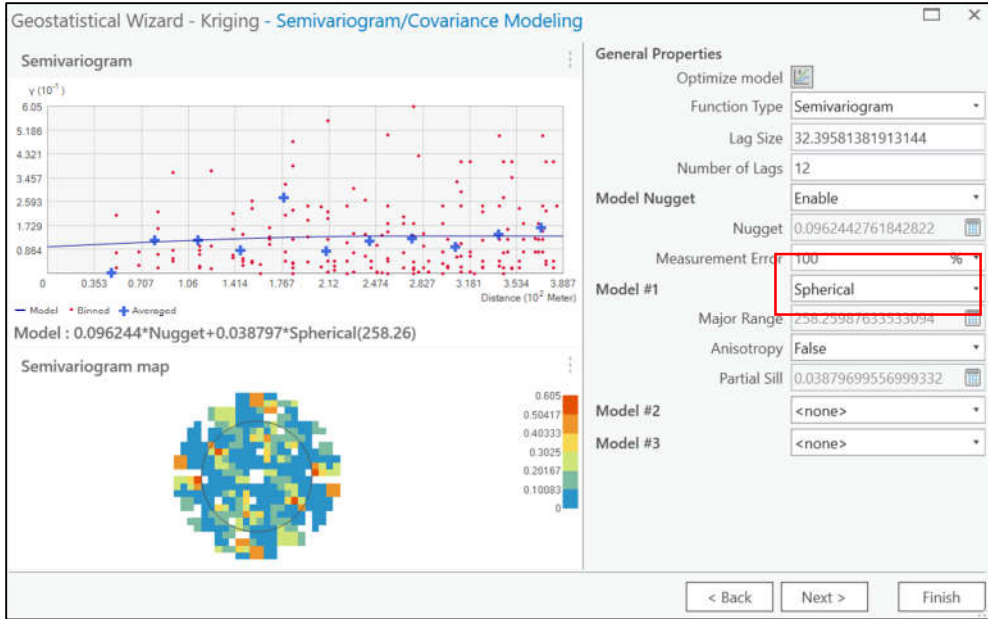 Geostatistical Wizard - Kriging - Semivariogram/Covariance Modeling
Semivariogram
γ (10⁻¹)
6.05
5.186
4.321
3.457
2.593
1.729
0.864
0 0.353 0.707 1.06 1.414 1.767 2.12 2.474 2.827 3.181 3.534 3.887
Distance (10² Meter)
Model Binned Averaged
Model : 0.096244*Nugget+0.038797*Spherical(258.26)
Semivariogram map
0.605
0.50417
0.40333
0.3025
0.20167
0.10083
0
General Properties
Optimize model
Function Type Semivariogram
Lag Size 32.39581381913144
Number of Lags 12
Model Nugget Enable
Nugget 0.0962442761842822
Measurement Error 100 %
Model #1 Spherical
Major Range 258.25987633533094
Anisotropy False
Partial Sill 0.03879699556999332
Model #2 <none>
Model #3 <none>
< Back Next > Finish